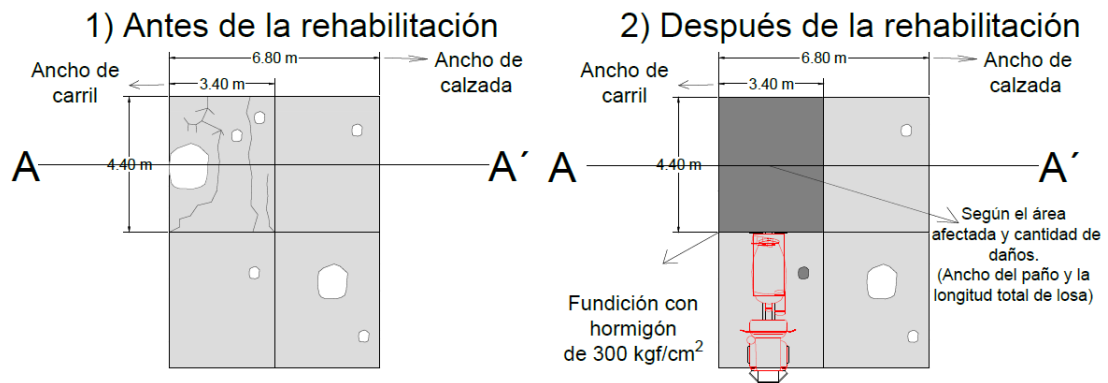 1) Antes de la rehabilitación
6.80 m
Ancho de
carril
Ancho de
calzada
3.40 m
4.40 m
A
A´
2) Después de la rehabilitación
6.80 m
Ancho de
carril
Ancho de
calzada
3.40 m
4.40 m
A
A´
Según el área
afectada y cantidad de
daños.
(Ancho del paño y la
longitud total de losa)
Fundición con
hormigón
de 300 kgf/cm²